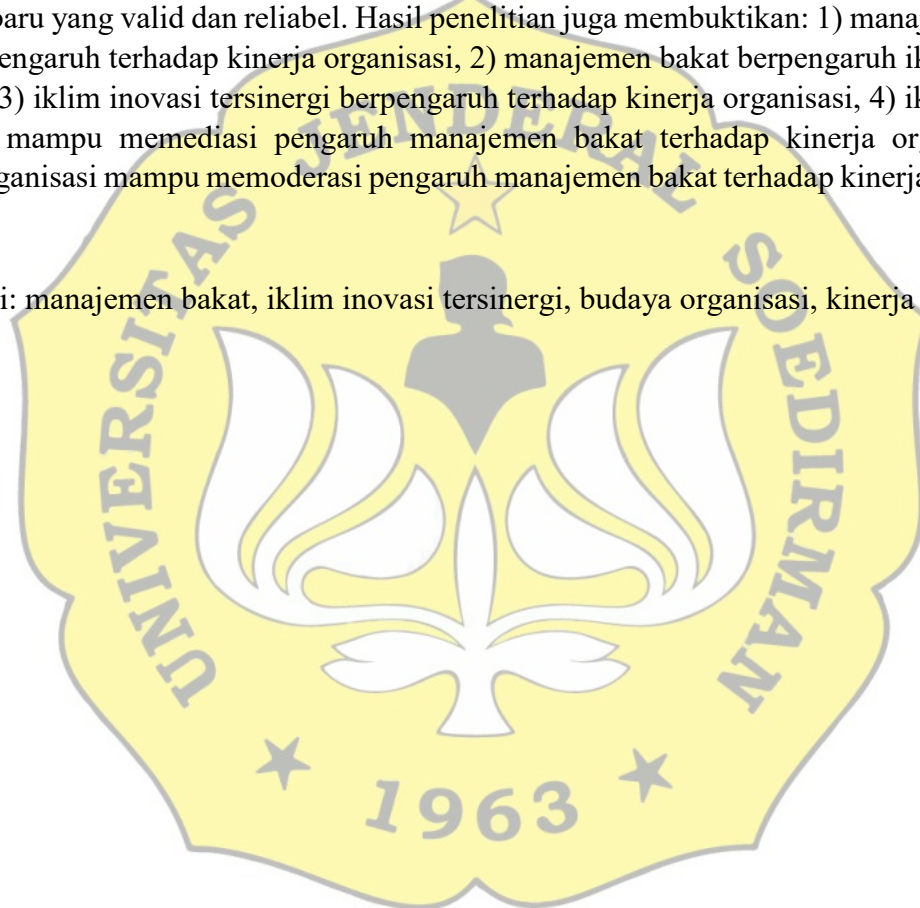 baru yang valid dan reliabel. Hasil penelitian juga membuktikan: 1) manaj
engaruh terhadap kinerja organisasi, 2) manajemen bakat berpengaruh ik
3) iklim inovasi tersinergi berpengaruh terhadap kinerja organisasi, 4) ik
mampu memediasi pengaruh manajemen bakat terhadap kinerja org
ganisasi mampu memoderasi pengaruh manajemen bakat terhadap kinerja
i: manajemen bakat, iklim inovasi tersinergi, budaya organisasi, kinerja
UNIVERSITAS JENDERAL SOEDIRMAN
1963